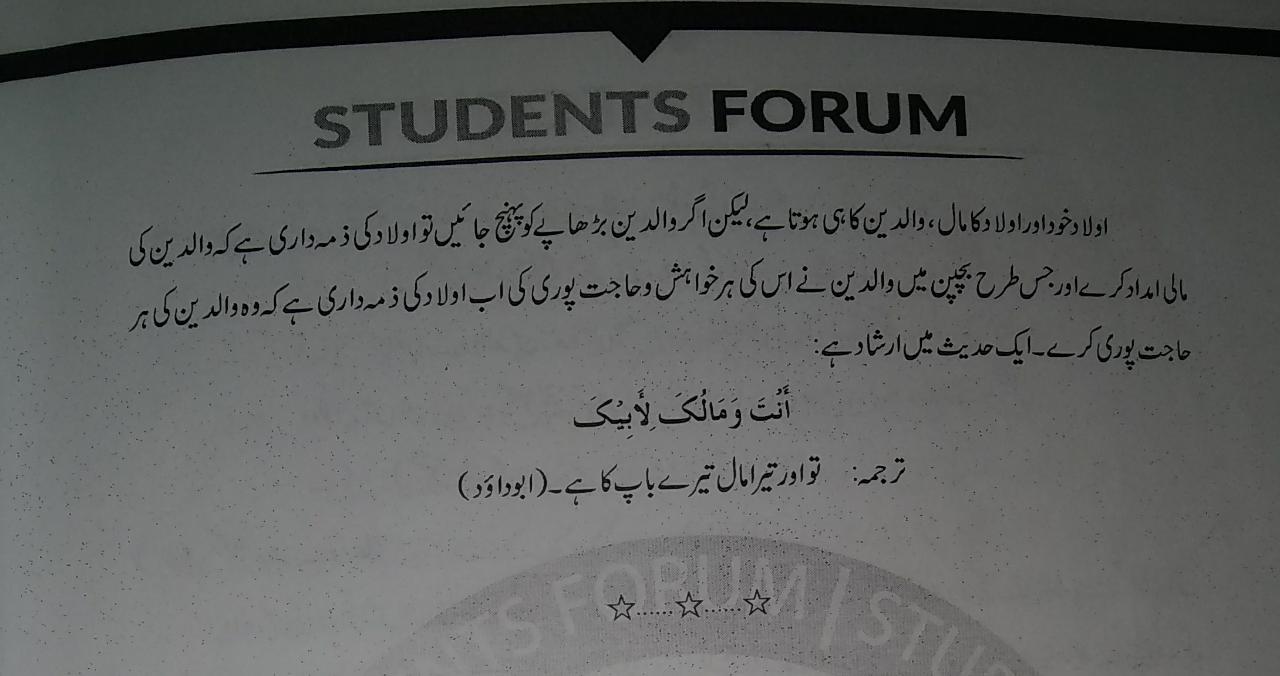 STUDENTS FORUM
اولاد خود اور اولاد کا مال، والدین کا ہی ہوتا ہے، لیکن اگر والدین بڑھاپے کو پہنچ جائیں تو اولاد کی ذمہ داری ہے کہ والدین کی
مالی امداد کرے اور جس طرح بچپن میں والدین نے اس کی ہر خواہش و حاجت پوری کی اب اولاد کی ذمہ داری ہے کہ وہ والدین کی ہر
حاجت پوری کرے۔ ایک حدیث میں ارشاد ہے:
أَنْتَ وَمَالُکَ لِأَبِيْکَ
ترجمہ: تو اور تیرا مال تیرے باپ کا ہے۔ (ابوداؤد)
☆......☆......☆
NTS FORUM | STU